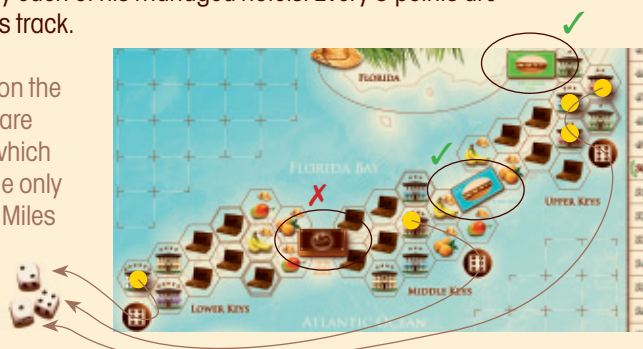 y each of his managed hotels. Every 5 points are
s track.
on the
are
which
e only
Miles
FLORIDA
FLORIDA BAY
UPPER KEYS
MIDDLE KEYS
LOWER KEYS
ATLANTIC OCEAN